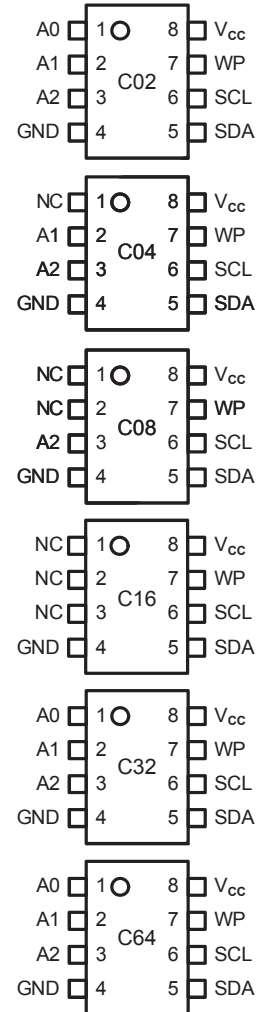 A0 1 8 Vcc
A1 2 7 WP
C02
A2 3 6 SCL
GND 4 5 SDA
NC 1 8 Vcc
A1 2 7 WP
C04
A2 3 6 SCL
GND 4 5 SDA
NC 1 8 Vcc
NC 2 7 WP
C08
A2 3 6 SCL
GND 4 5 SDA
NC 1 8 Vcc
NC 2 7 WP
C16
NC 3 6 SCL
GND 4 5 SDA
A0 1 8 Vcc
A1 2 7 WP
C32
A2 3 6 SCL
GND 4 5 SDA
A0 1 8 Vcc
A1 2 7 WP
C64
A2 3 6 SCL
GND 4 5 SDA